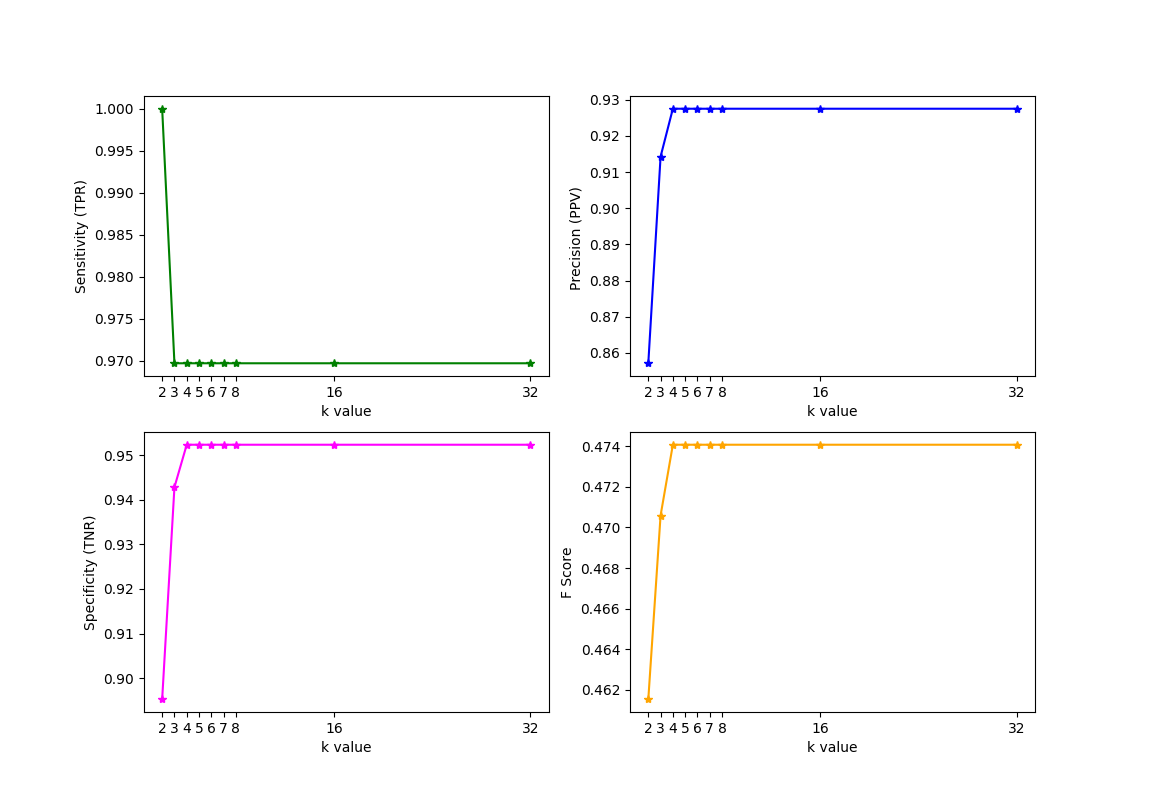 Sensitivity (TPR)
1.000
0.995
0.990
0.985
0.980
0.975
0.970
2 3 4 5 6 7 8 16 32
k value
Precision (PPV)
0.93
0.92
0.91
0.90
0.89
0.88
0.87
0.86
2 3 4 5 6 7 8 16 32
k value
Specificity (TNR)
0.95
0.94
0.93
0.92
0.91
0.90
2 3 4 5 6 7 8 16 32
k value
F Score
0.474
0.472
0.470
0.468
0.466
0.464
0.462
2 3 4 5 6 7 8 16 32
k value